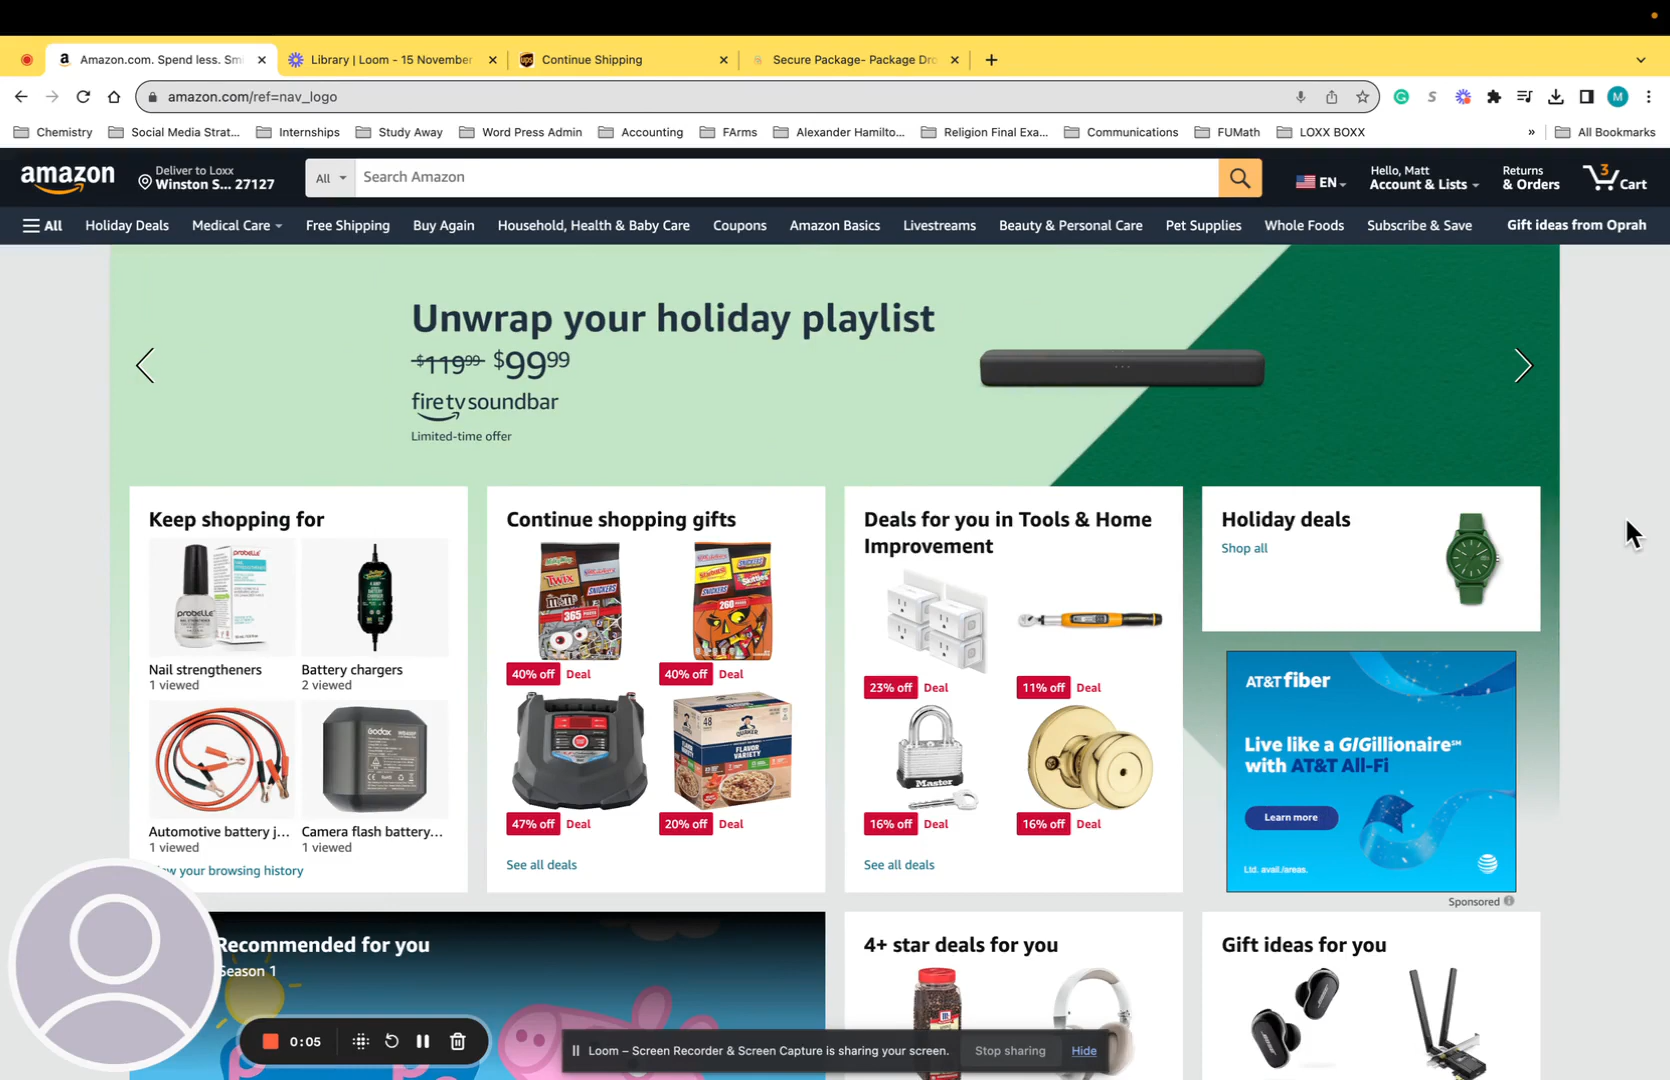 Amazon.com. Spend less. Smi
Library | Loom - 15 November
Continue Shipping
Secure Package- Package Dro
amazon.com/ref=nav_logo
Chemistry
Social Media Strat...
Internships
Study Away
Word Press Admin
Accounting
FArms
Alexander Hamilto...
Religion Final Exa...
Communications
FUMath
LOXX BOXX
»
All Bookmarks
amazon
Deliver to Loxx
Winston S... 27127
All
Search Amazon
EN
Hello, Matt
Account & Lists
Returns
& Orders
3
Cart
All
Holiday Deals
Medical Care
Free Shipping
Buy Again
Household, Health & Baby Care
Coupons
Amazon Basics
Livestreams
Beauty & Personal Care
Pet Supplies
Whole Foods
Subscribe & Save
Gift ideas from Oprah
Unwrap your holiday playlist
$119.99 $99.99
fire tv soundbar
Limited-time offer
Keep shopping for
Nail strengtheners
1 viewed
Battery chargers
2 viewed
Automotive battery j...
1 viewed
Camera flash battery...
1 viewed
w your browsing history
Continue shopping gifts
40% off Deal
40% off Deal
47% off Deal
20% off Deal
See all deals
Deals for you in Tools & Home
Improvement
23% off Deal
11% off Deal
Master
16% off Deal
16% off Deal
See all deals
Holiday deals
Shop all
AT&T fiber
Live like a GIGillionaire℠
with AT&T All-Fi
Learn more
Ltd. avail./areas.
Sponsored
Recommended for you
Season 1
4+ star deals for you
Gift ideas for you
0:05
Loom – Screen Recorder & Screen Capture is sharing your screen.
Stop sharing
Hide